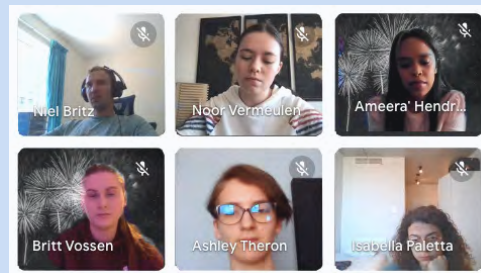 Niel Britz
Noor Vermeulen
Ameera' Hendr...
Britt Vossen
Ashley Theron
Isabella Paletta